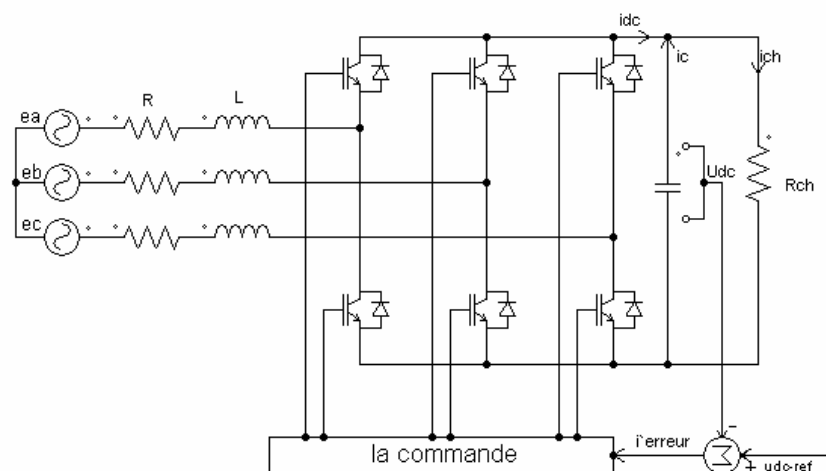 idc
ic
ich
R
L
ea
eb
ec
Udc
Rch
la commande
i'erreur
-
Σ
+
udc-ref